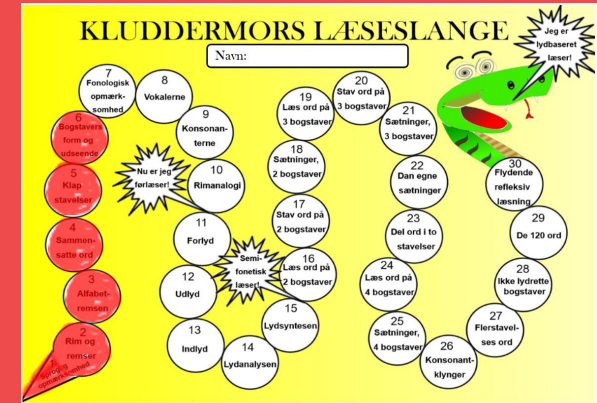 KLUDDERMORS LÆSESLANGE
Navn:
Jeg er
lydbaseret
læser!
1
Sproglig
opmærksomhed
2
Rim og
remser
3
Alfabet-
remsen
4
Sammen-
satte ord
5
Klap
stavelser
6
Bogstavers
form og
udseende
7
Fonologisk
opmærk-
somhed
8
Vokalerne
9
Konsonan-
terne
Nu er jeg
førlæser!
10
Rimanalogi
11
Forlyd
12
Udlyd
13
Indlyd
14
Lydanalysen
15
Lydsyntesen
Semi-
fonetisk
læser!
16
Læs ord på
2 bogstaver
17
Stav ord på
2 bogstaver
18
Sætninger,
2 bogstaver
19
Læs ord på
3 bogstaver
20
Stav ord på
3 bogstaver
21
Sætninger,
3 bogstaver
22
Dan egne
sætninger
23
Del ord i to
stavelser
24
Læs ord på
4 bogstaver
25
Sætninger,
4 bogstaver
26
Konsonant-
klynger
27
Flerstavel-
ses ord
28
Ikke lydrette
bogstaver
29
De 120 ord
30
Flydende
refleksiv
læsning